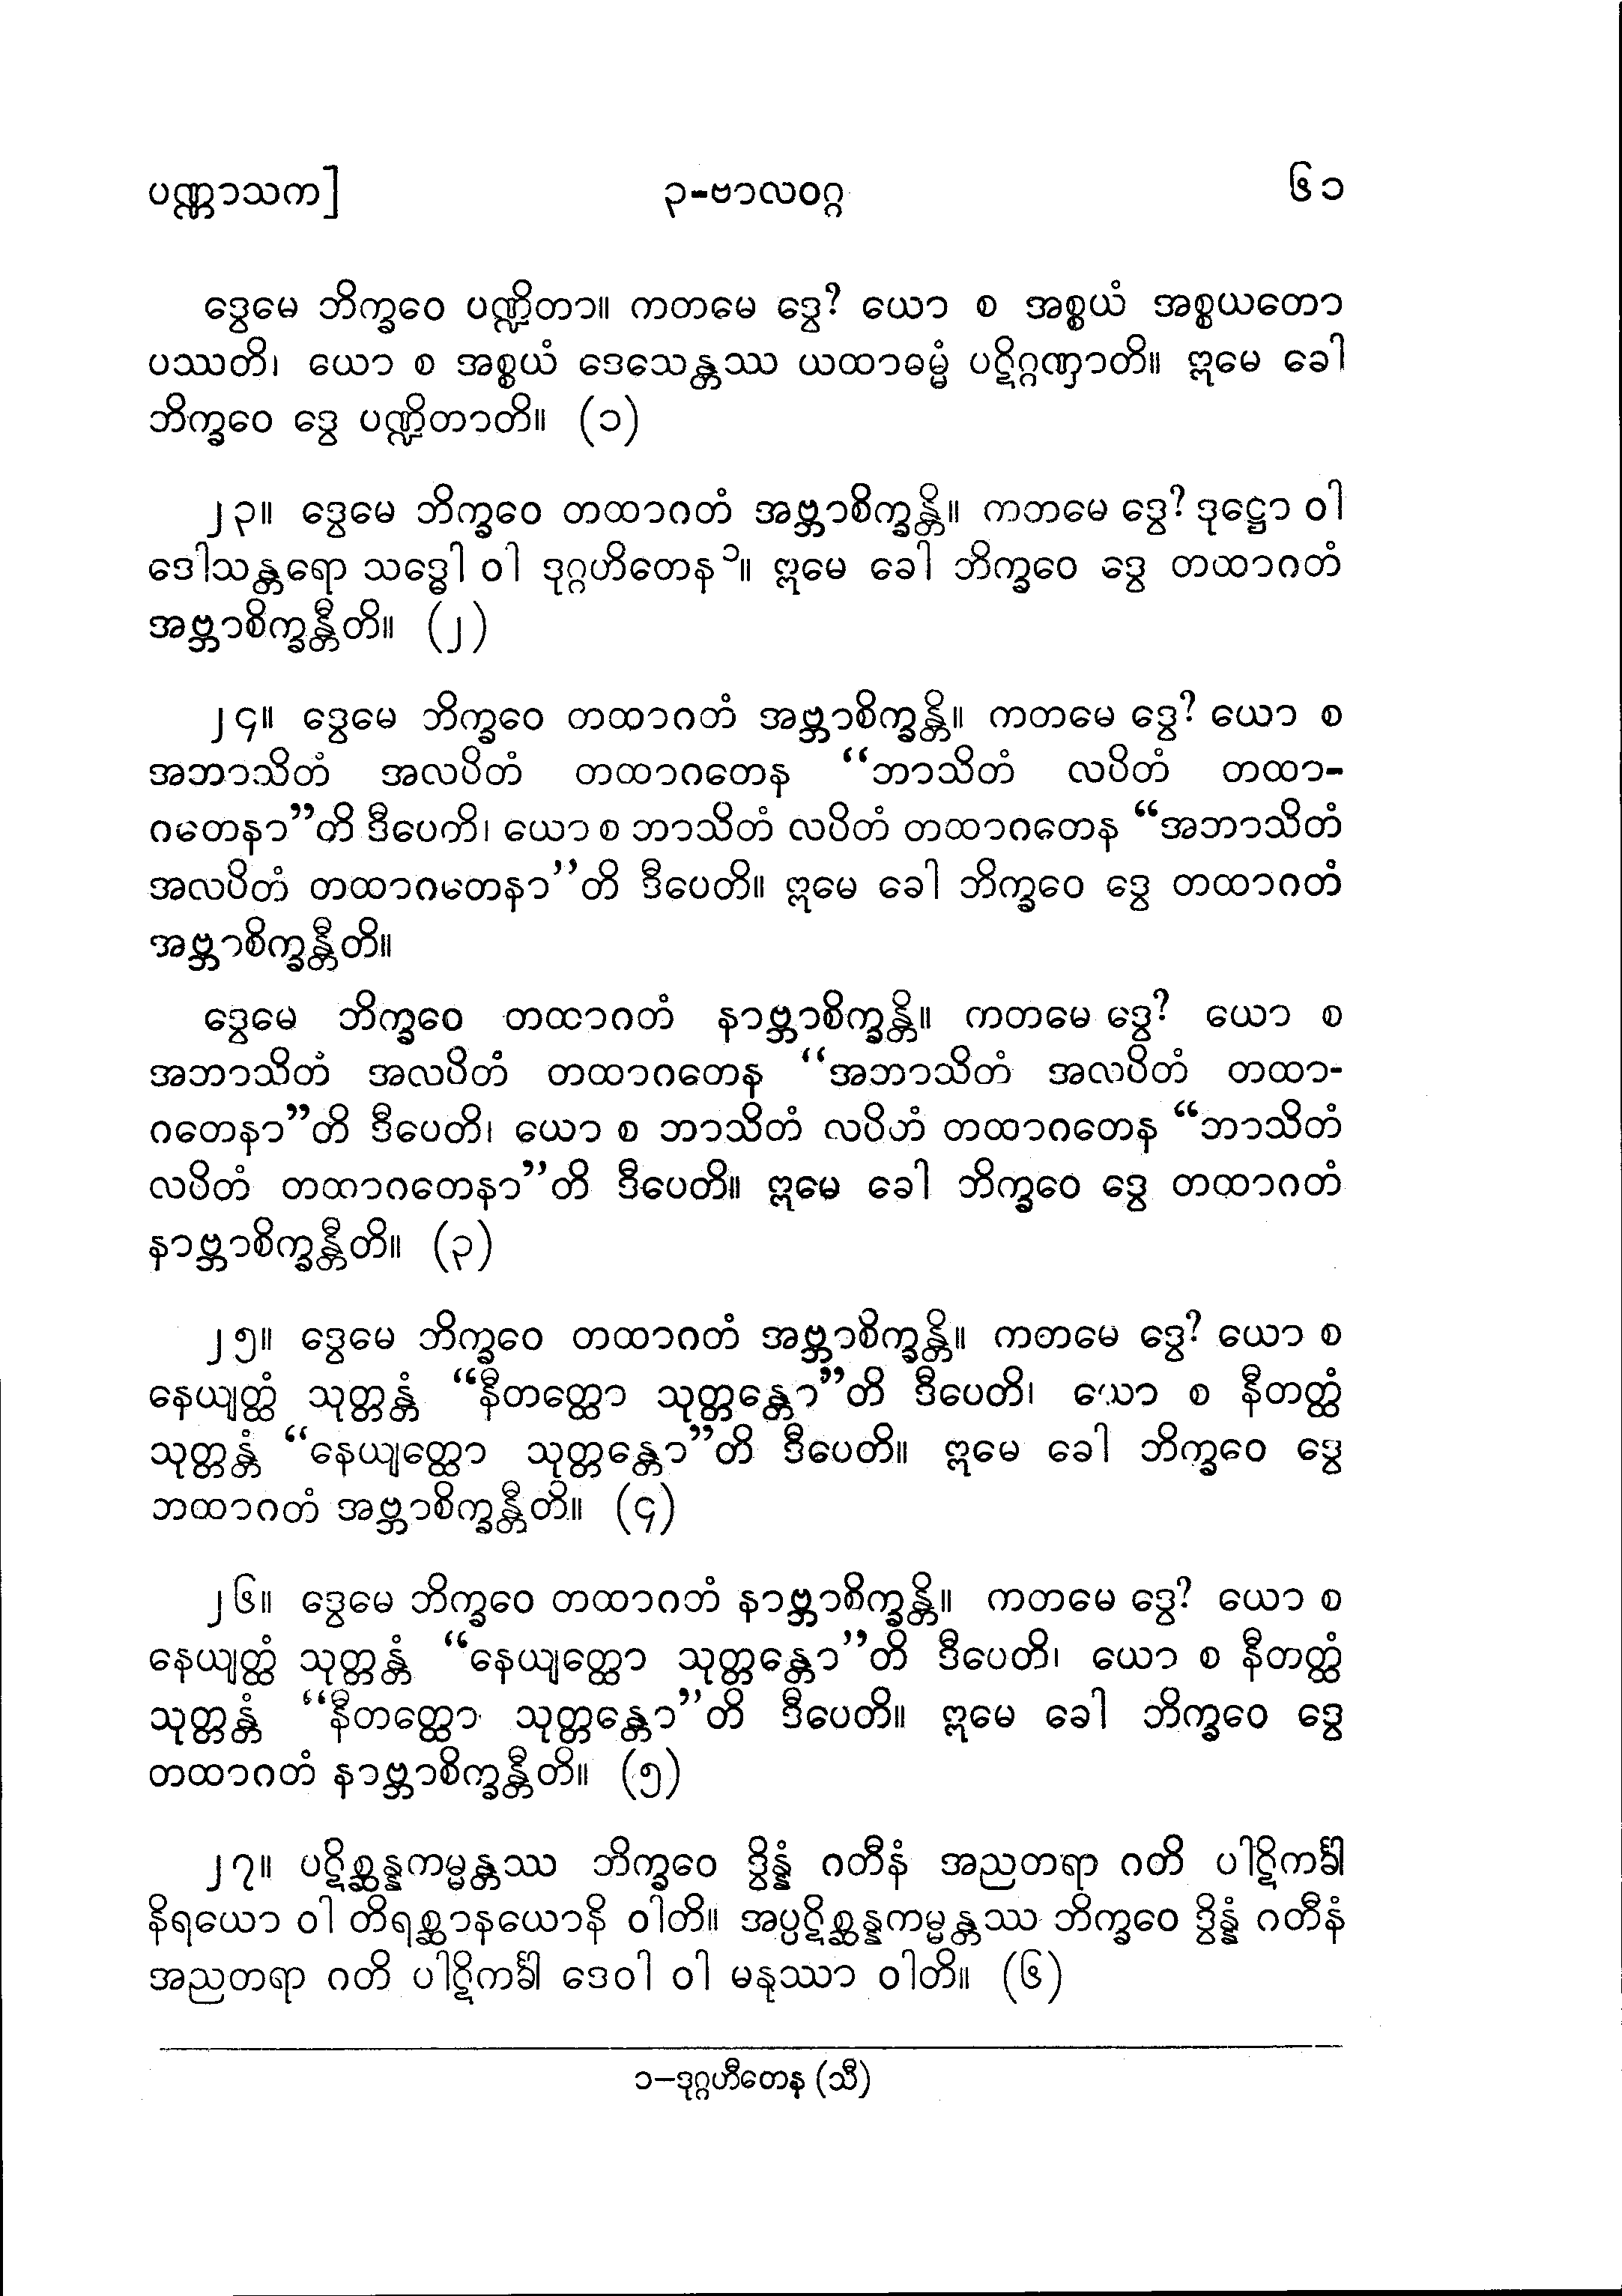 ပဏ္ဏာသက]
၃-ဗာလဝဂ္ဂ
၆၁
ဒွေမေ ဘိက္ခဝေ ပဏ္ဍိတာ။ ကတမေ ဒွေ? ယော စ အစ္စယံ အစ္စယတော
ပဿတိ၊ ယော စ အစ္စယံ ဒေသေန္တဿ ယထာဓမ္မံ ပဋိဂ္ဂဏှာတိ။ ဣမေ ခေါ
ဘိက္ခဝေ ဒွေ ပဏ္ဍိတာတိ။ (၁)
၂၃။ ဒွေမေ ဘိက္ခဝေ တထာဂတံ အဗ္ဘာစိက္ခန္တိ။ ကတမေ ဒွေ? ဒုဋ္ဌော ဝါ
ဒေါသန္တရော သဒ္ဓေါ ဝါ ဒုဂ္ဂဟိတေန၁။ ဣမေ ခေါ ဘိက္ခဝေ ဒွေ တထာဂတံ
အဗ္ဘာစိက္ခန္တီတိ။ (၂)
၂၄။ ဒွေမေ ဘိက္ခဝေ တထာဂတံ အဗ္ဘာစိက္ခန္တိ။ ကတမေ ဒွေ? ယော စ
အဘာသိတံ အလပိတံ တထာဂတေန “ဘာသိတံ လပိတံ တထာ-
ဂတေနာ”တိ ဒီပေတိ၊ ယော စ ဘာသိတံ လပိတံ တထာဂတေန “အဘာသိတံ
အလပိတံ တထာဂတေနာ”တိ ဒီပေတိ။ ဣမေ ခေါ ဘိက္ခဝေ ဒွေ တထာဂတံ
အဗ္ဘာစိက္ခန္တီတိ။
ဒွေမေ ဘိက္ခဝေ တထာဂတံ နာဗ္ဘာစိက္ခန္တိ။ ကတမေ ဒွေ? ယော စ
အဘာသိတံ အလပိတံ တထာဂတေန “အဘာသိတံ အလပိတံ တထာ-
ဂတေနာ”တိ ဒီပေတိ၊ ယော စ ဘာသိတံ လပိတံ တထာဂတေန “ဘာသိတံ
လပိတံ တထာဂတေနာ”တိ ဒီပေတိ။ ဣမေ ခေါ ဘိက္ခဝေ ဒွေ တထာဂတံ
နာဗ္ဘာစိက္ခန္တီတိ။ (၃)
၂၅။ ဒွေမေ ဘိက္ခဝေ တထာဂတံ အဗ္ဘာစိက္ခန္တိ။ ကတမေ ဒွေ? ယော စ
နေယျတ္ထံ သုတ္တန္တံ “နီတတ္ထော သုတ္တန္တော”တိ ဒီပေတိ၊ ယော စ နီတတ္ထံ
သုတ္တန္တံ “နေယျတ္ထော သုတ္တန္တော”တိ ဒီပေတိ။ ဣမေ ခေါ ဘိက္ခဝေ ဒွေ
တထာဂတံ အဗ္ဘာစိက္ခန္တီတိ။ (၄)
၂၆။ ဒွေမေ ဘိက္ခဝေ တထာဂတံ နာဗ္ဘာစိက္ခန္တိ။ ကတမေ ဒွေ? ယော စ
နေယျတ္ထံ သုတ္တန္တံ “နေယျတ္ထော သုတ္တန္တော”တိ ဒီပေတိ၊ ယော စ နီတတ္ထံ
သုတ္တန္တံ “နီတတ္ထော သုတ္တန္တော”တိ ဒီပေတိ။ ဣမေ ခေါ ဘိက္ခဝေ ဒွေ
တထာဂတံ နာဗ္ဘာစိက္ခန္တီတိ။ (၅)
၂၇။ ပဋိစ္ဆန္နကမ္မန္တဿ ဘိက္ခဝေ ဒွိန္နံ ဂတီနံ အညတရာ ဂတိ ပါဋိကင်္ခါ
နိရယော ဝါ တိရစ္ဆာနယောနိ ဝါတိ။ အပ္ပဋိစ္ဆန္နကမ္မန္တဿ ဘိက္ခဝေ ဒွိန္နံ ဂတီနံ
အညတရာ ဂတိ ပါဋိကင်္ခါ ဒေဝါ ဝါ မနုဿာ ဝါတိ။ (၆)
၁—ဒုဂ္ဂဟီတေန (သီ)